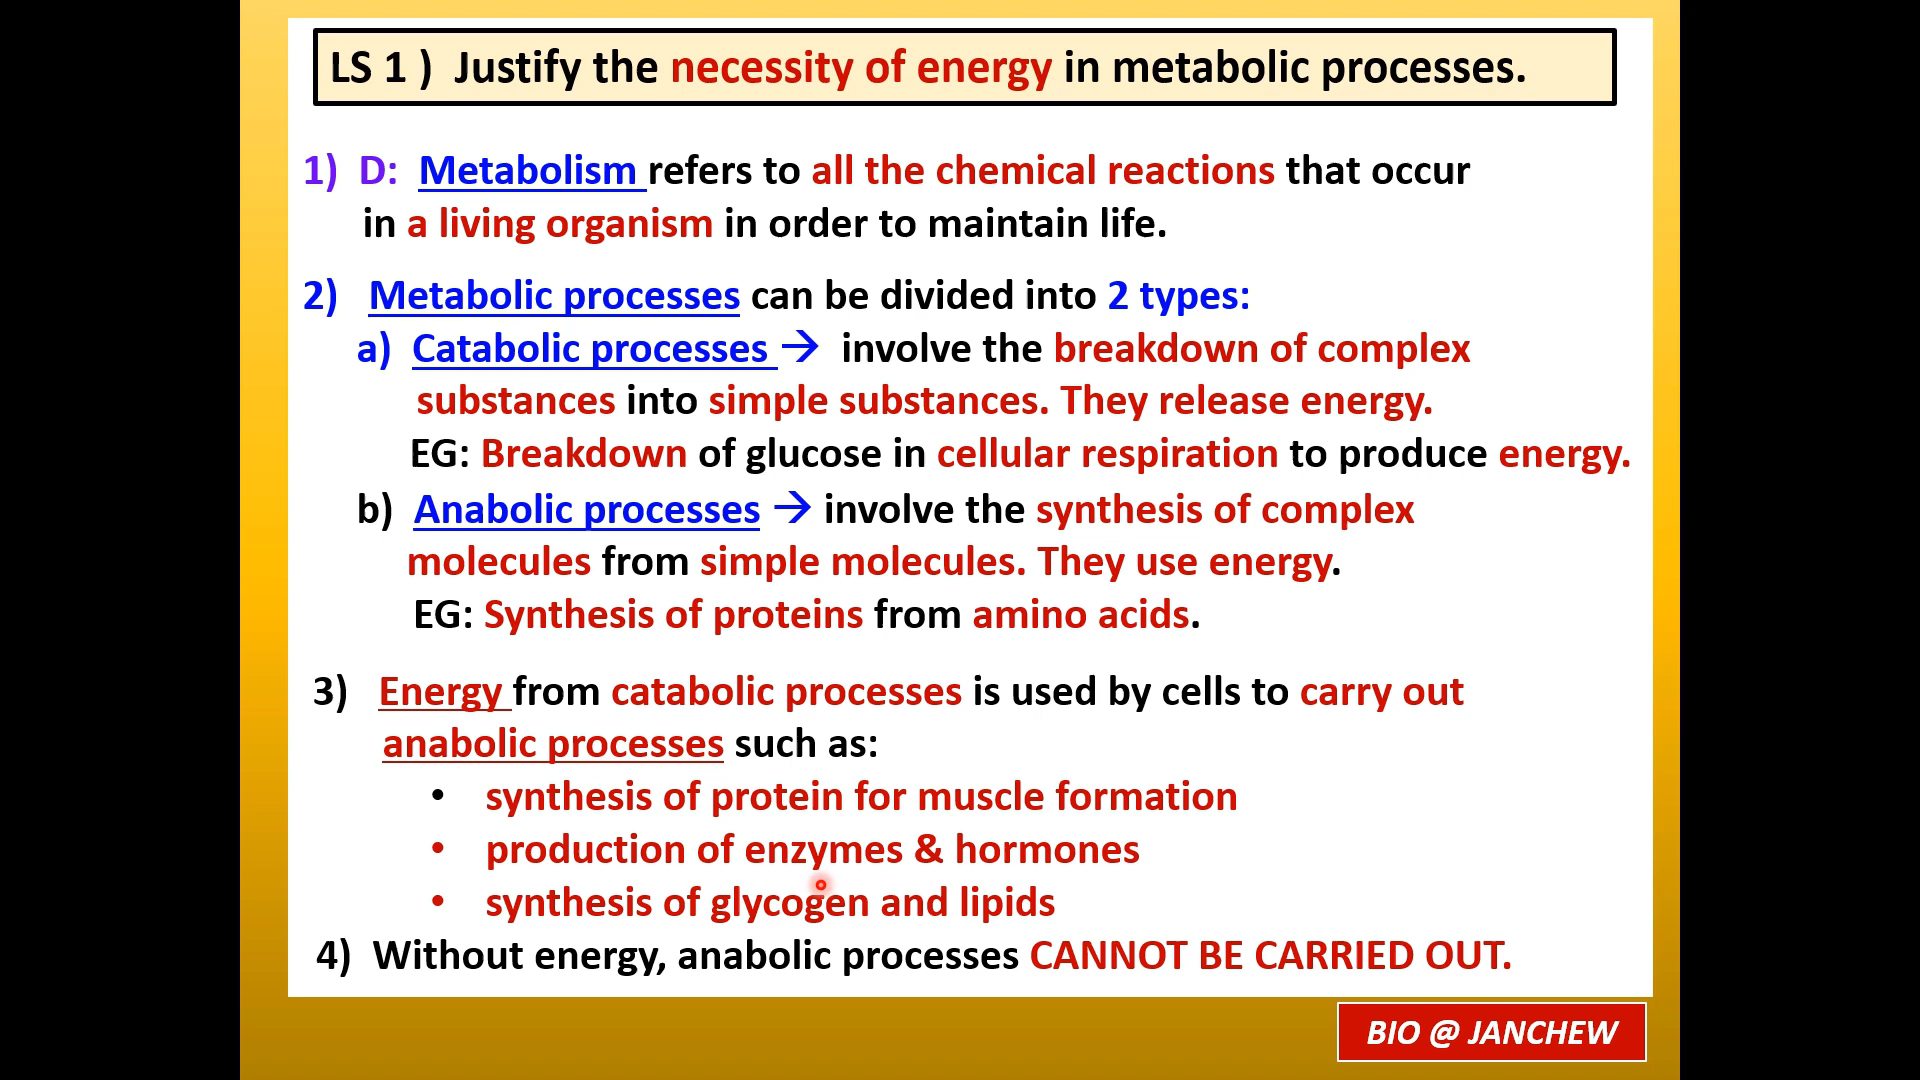 LS 1 ) Justify the necessity of energy in metabolic processes.
1) D: Metabolism refers to all the chemical reactions that occur
in a living organism in order to maintain life.
2) Metabolic processes can be divided into 2 types:
a) Catabolic processes → involve the breakdown of complex
substances into simple substances. They release energy.
EG: Breakdown of glucose in cellular respiration to produce energy.
b) Anabolic processes → involve the synthesis of complex
molecules from simple molecules. They use energy.
EG: Synthesis of proteins from amino acids.
3) Energy from catabolic processes is used by cells to carry out
anabolic processes such as:
• synthesis of protein for muscle formation
• production of enzymes & hormones
• synthesis of glycogen and lipids
4) Without energy, anabolic processes CANNOT BE CARRIED OUT.
BIO @ JANCHEW